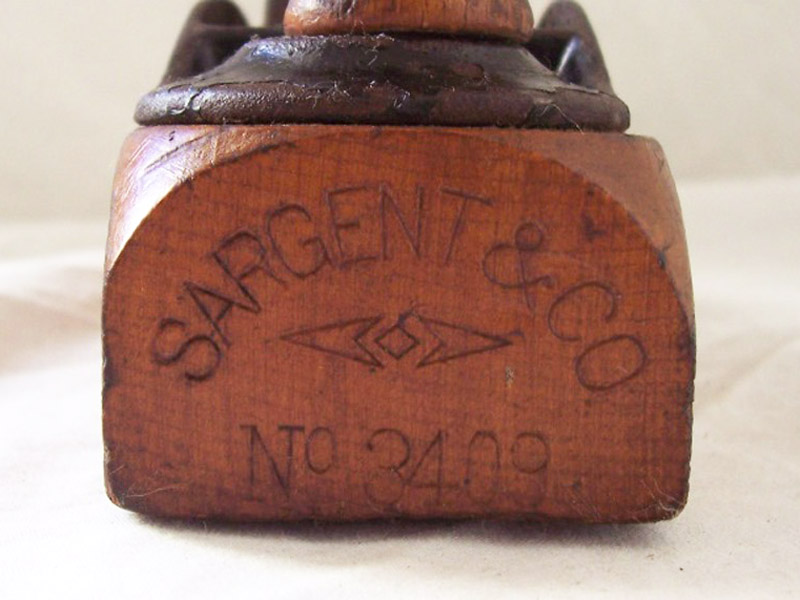 SARGENT & CO
No 3409